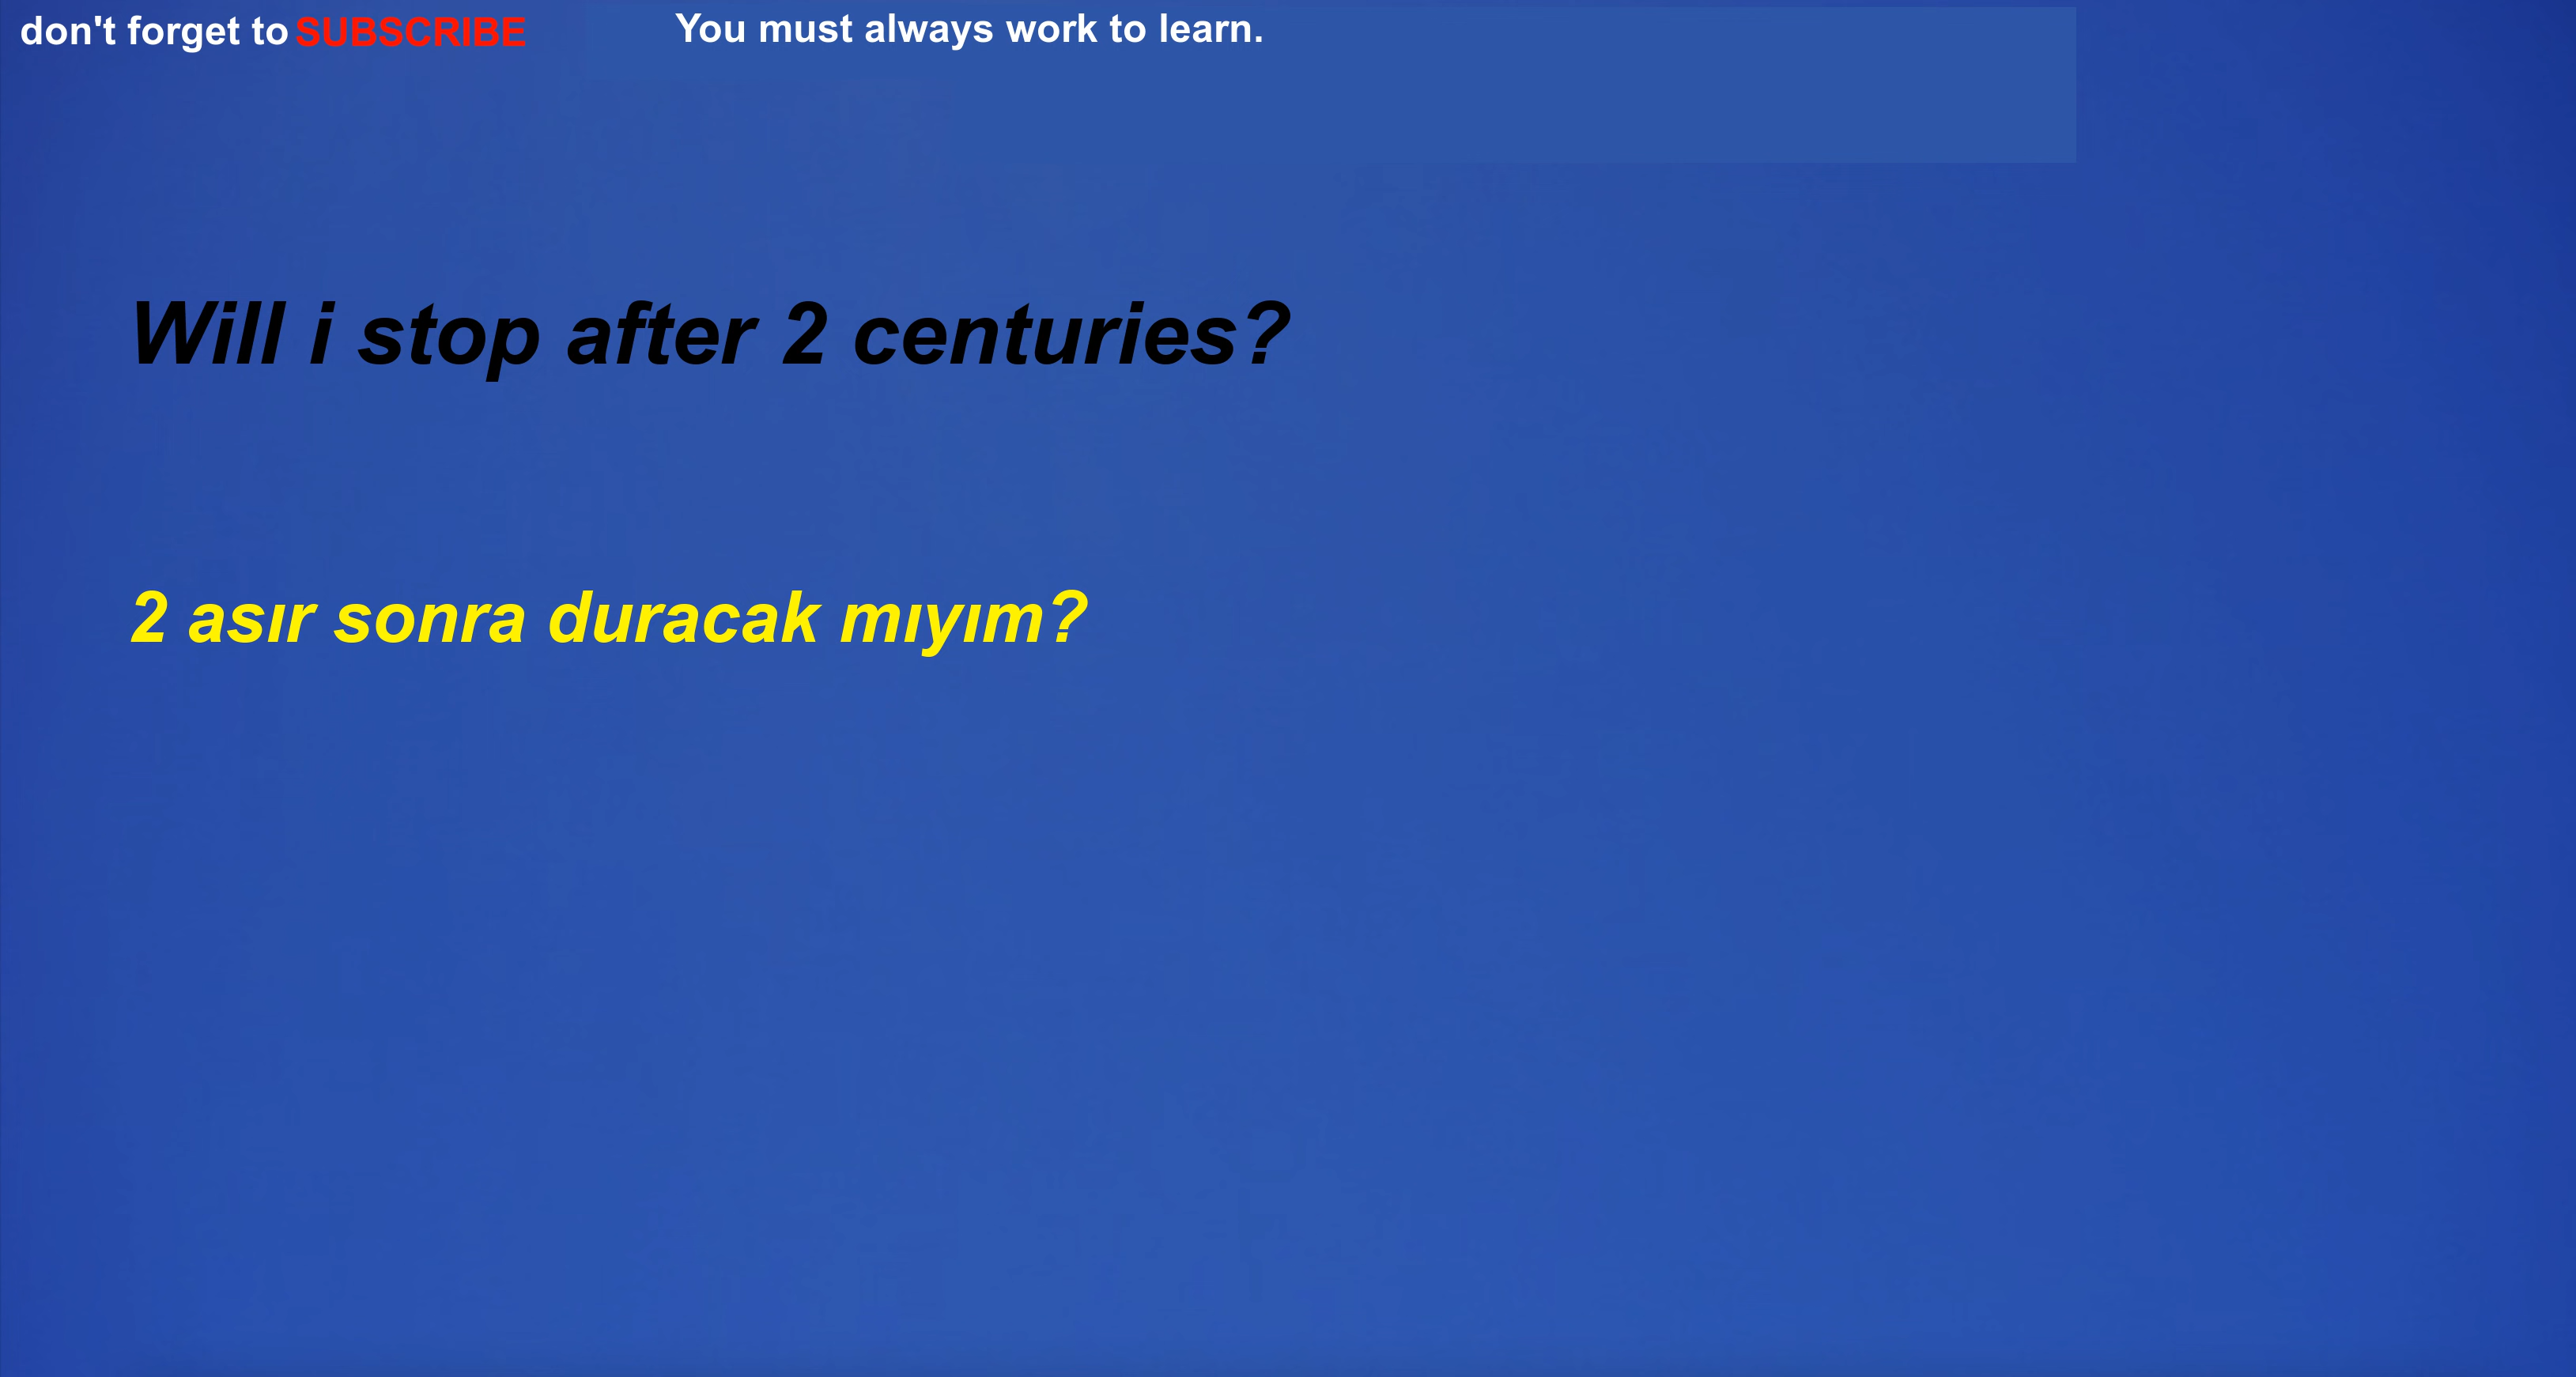 don't forget to SUBSCRIBE
You must always work to learn.
Will i stop after 2 centuries?
2 asır sonra duracak mıyım?